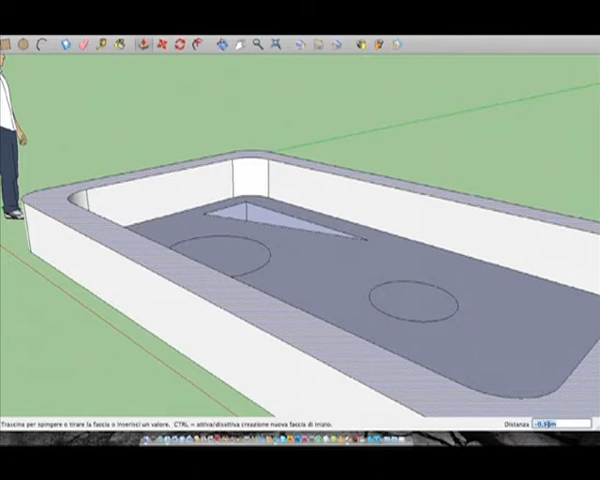 Trascina per spingere o tirare la faccia o inserisci un valore. CTRL = attiva/disattiva creazione nuova faccia di inizio. Distanza